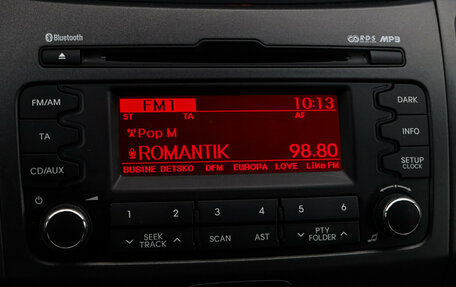 Bluetooth
R·D·S MP3
FM1 10:13
ST TA AF
Pop M
ROMANTIK 98.80
BUSINE DETSKO DFM EUROPA LOVE Like FM
FM/AM
TA
CD/AUX
DARK
INFO
SETUP
CLOCK
1 2 3 4 5 6
SEEK
TRACK
SCAN AST
PTY
FOLDER